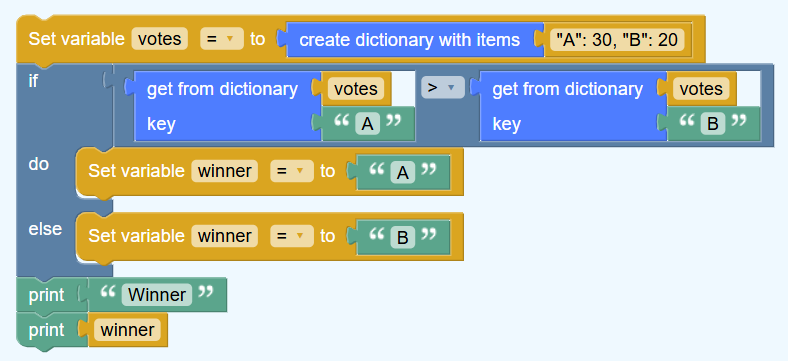 Set variable votes = to create dictionary with items "A": 30, "B": 20
if get from dictionary votes > get from dictionary votes
key “ A ” key “ B ”
do Set variable winner = to “ A ”
else Set variable winner = to “ B ”
print “ Winner ”
print winner